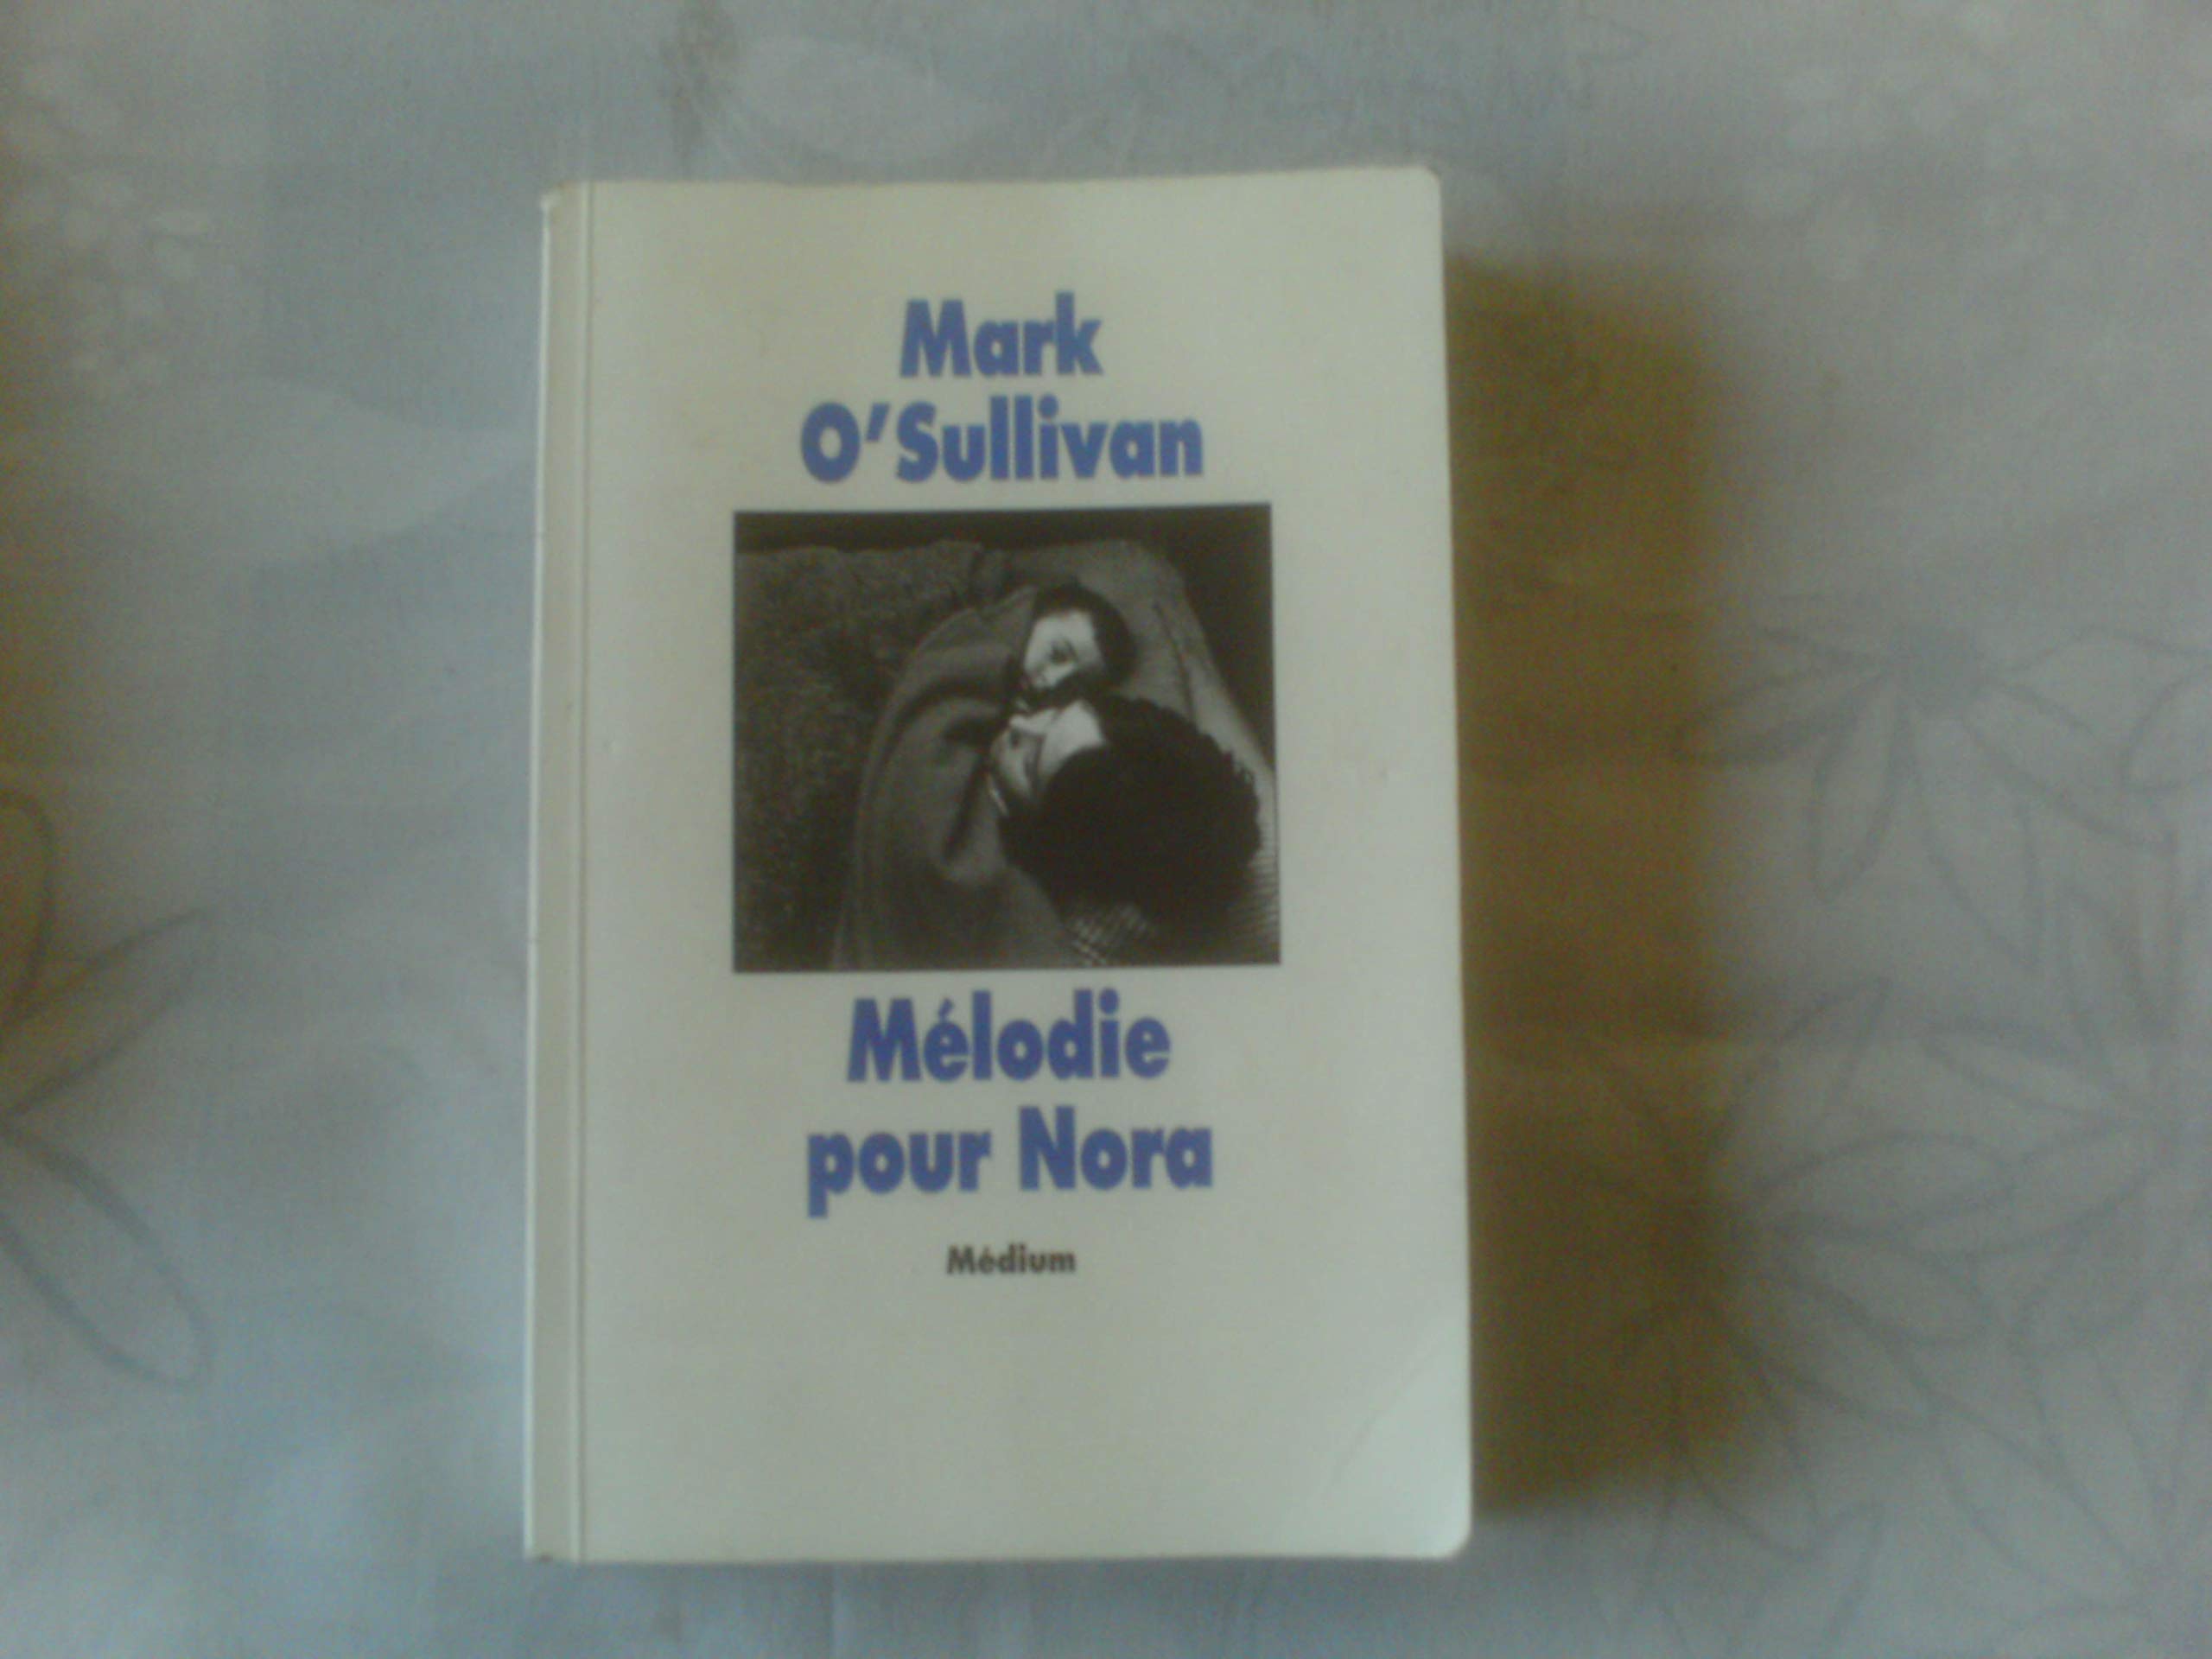 Mark
O'Sullivan
Mélodie
pour Nora
Médium